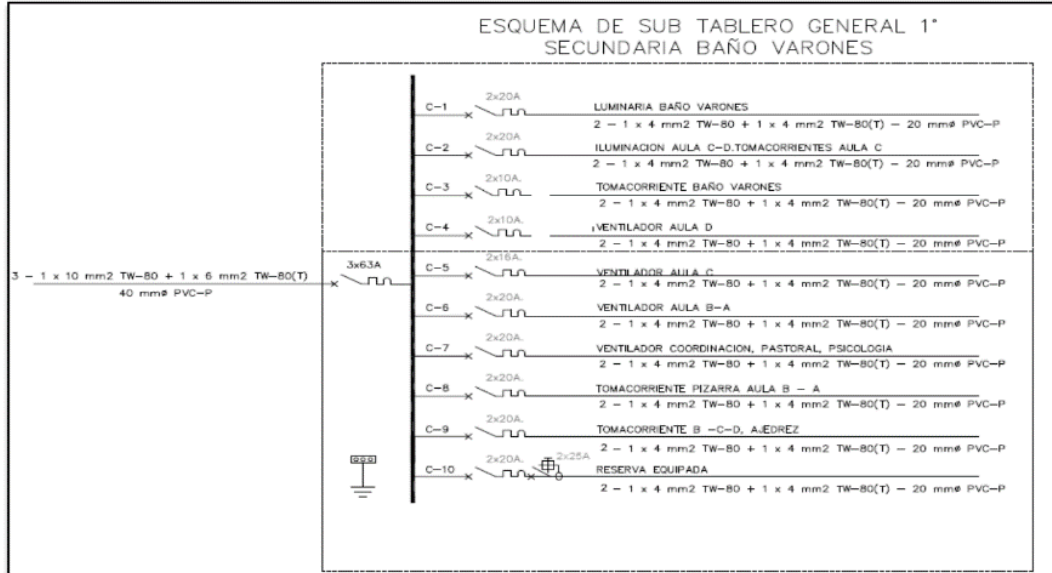 ESQUEMA DE SUB TABLERO GENERAL 1°
SECUNDARIA BAÑO VARONES
3 - 1 x 10 mm2 TW-80 + 1 x 6 mm2 TW-80(T)
40 mmø PVC-P
3x63A
C-1 2x20A LUMINARIA BAÑO VARONES
2 - 1 x 4 mm2 TW-80 + 1 x 4 mm2 TW-80(T) - 20 mmø PVC-P
C-2 2x20A ILUMINACION AULA C-D.TOMACORRIENTES AULA C
2 - 1 x 4 mm2 TW-80 + 1 x 4 mm2 TW-80(T) - 20 mmø PVC-P
C-3 2x10A. TOMACORRIENTE BAÑO VARONES
2 - 1 x 4 mm2 TW-80 + 1 x 4 mm2 TW-80(T) - 20 mmø PVC-P
C-4 2x10A. VENTILADOR AULA D
2 - 1 x 4 mm2 TW-80 + 1 x 4 mm2 TW-80(T) - 20 mmø PVC-P
C-5 2x16A. VENTILADOR AULA C
2 - 1 x 4 mm2 TW-80 + 1 x 4 mm2 TW-80(T) - 20 mmø PVC-P
C-6 2x20A. VENTILADOR AULA B-A
2 - 1 x 4 mm2 TW-80 + 1 x 4 mm2 TW-80(T) - 20 mmø PVC-P
C-7 2x20A. VENTILADOR COORDINACION, PASTORAL, PSICOLOGIA
2 - 1 x 4 mm2 TW-80 + 1 x 4 mm2 TW-80(T) - 20 mmø PVC-P
C-8 2x20A. TOMACORRIENTE PIZARRA AULA B - A
2 - 1 x 4 mm2 TW-80 + 1 x 4 mm2 TW-80(T) - 20 mmø PVC-P
C-9 2x20A. TOMACORRIENTE B -C-D, AJEDREZ
2 - 1 x 4 mm2 TW-80 + 1 x 4 mm2 TW-80(T) - 20 mmø PVC-P
C-10 2x20A. 2x25A RESERVA EQUIPADA
2 - 1 x 4 mm2 TW-80 + 1 x 4 mm2 TW-80(T) - 20 mmø PVC-P